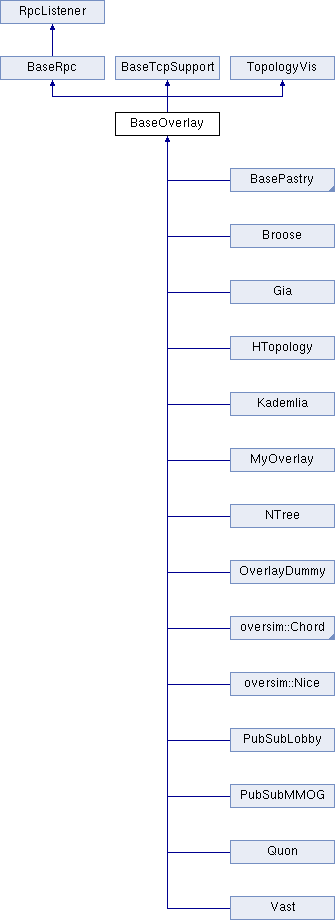 RpcListener
BaseRpc
BaseTcpSupport
TopologyVis
BaseOverlay
BasePastry
Broose
Gia
HTopology
Kademlia
MyOverlay
NTree
OverlayDummy
oversim::Chord
oversim::Nice
PubSubLobby
PubSubMMOG
Quon
Vast